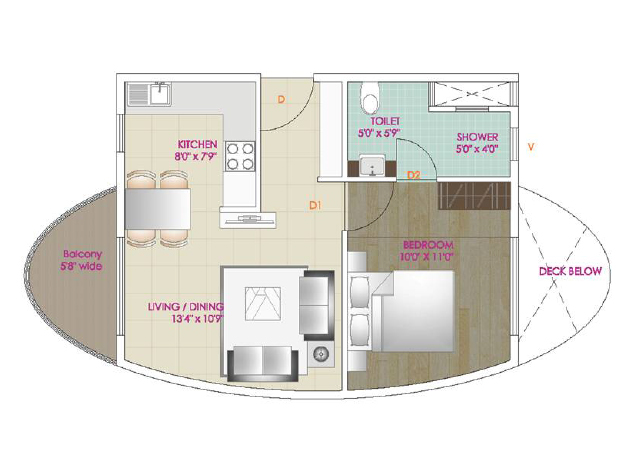 D
TOILET
5'0" x 5'9"
SHOWER
5'0" x 4'0"
V
KITCHEN
8'0" x 7'9"
D2
D1
Balcony
5'8" wide
BEDROOM
10'0" X 11'0"
DECK BELOW
LIVING / DINING
13'4" x 10'9"